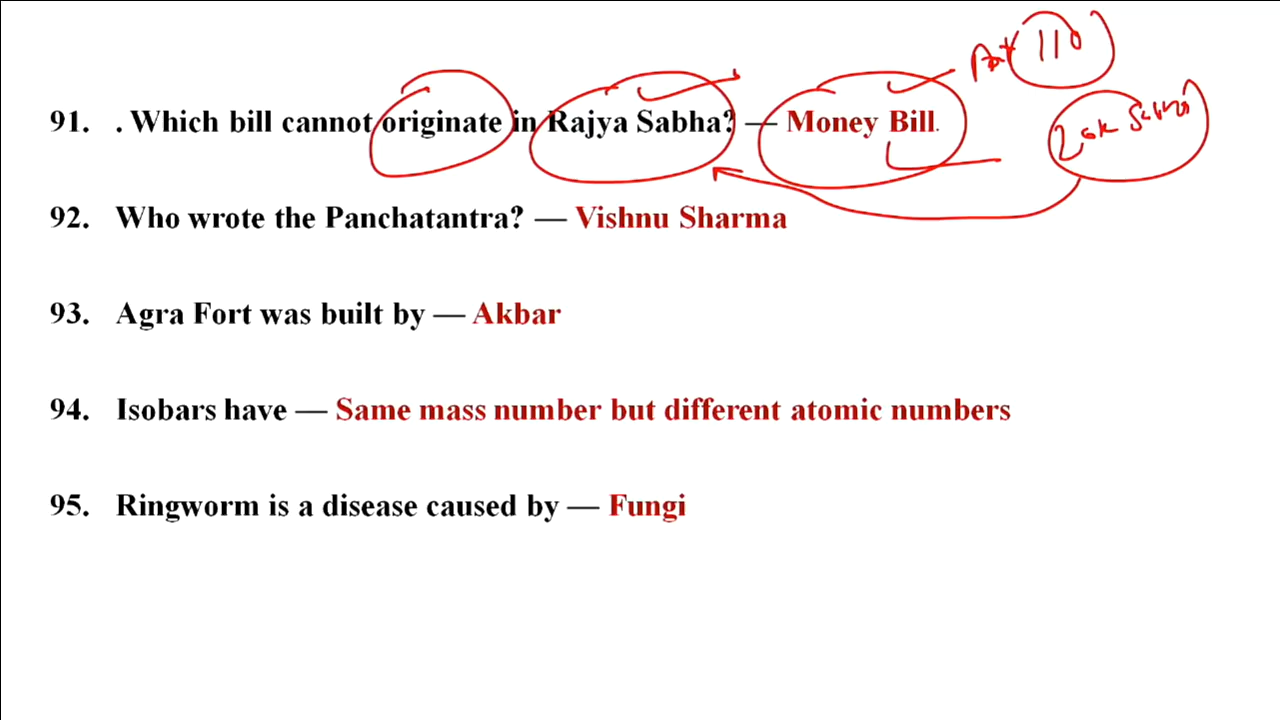 Art 110
91. . Which bill cannot originate in Rajya Sabha? — Money Bill.
Lok Sabha
92. Who wrote the Panchatantra? — Vishnu Sharma
93. Agra Fort was built by — Akbar
94. Isobars have — Same mass number but different atomic numbers
95. Ringworm is a disease caused by — Fungi